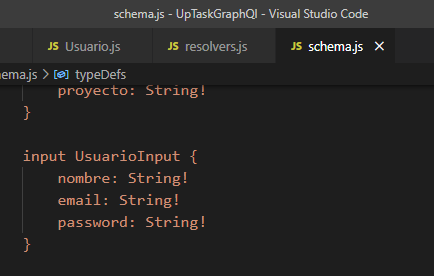 schema.js - UpTaskGraphQl - Visual Studio Code
JS Usuario.js JS resolvers.js JS schema.js ×
ema.js > typeDefs
proyecto: String!
}
input UsuarioInput {
nombre: String!
email: String!
password: String!
}